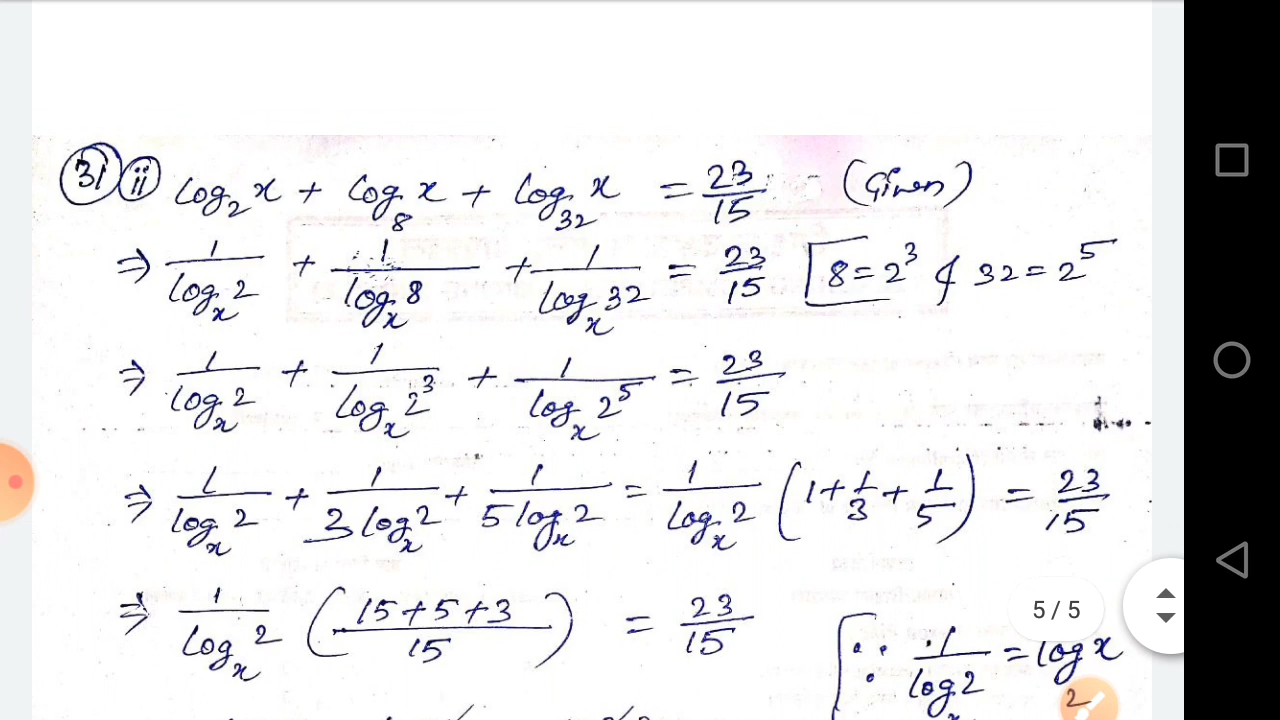 31 ii log₂x + log₈x + log₃₂x = 23/15 (Given)
⇒ 1/logₓ2 + 1/logₓ8 + 1/logₓ32 = 23/15 [8 = 2³ & 32 = 2⁵
⇒ 1/logₓ2 + 1/logₓ2³ + 1/logₓ2⁵ = 23/15
⇒ 1/logₓ2 + 1/3logₓ2 + 1/5logₓ2 = 1/logₓ2 (1 + 1/3 + 1/5) = 23/15
⇒ 1/logₓ2 ((15+5+3)/15) = 23/15
5 / 5
[∵ 1/logₓ2 = log₂x